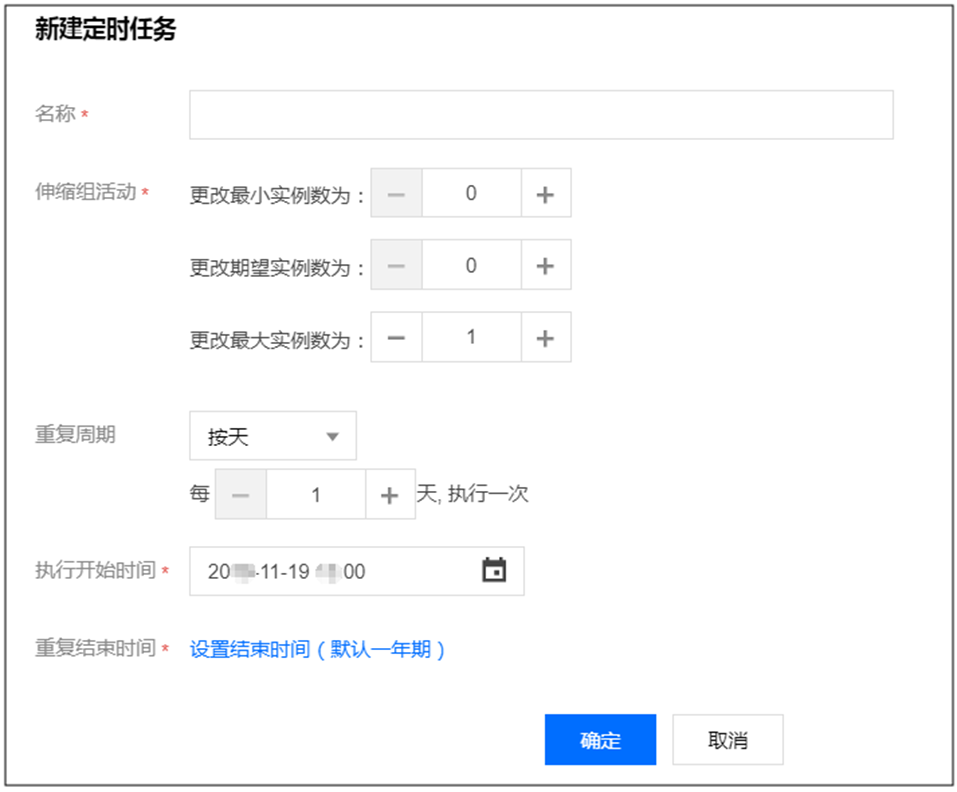 新建定时任务
名称 *
伸缩组活动 * 更改最小实例数为： 0
更改期望实例数为： 0
更改最大实例数为： 1
重复周期 按天
每 1 天, 执行一次
执行开始时间 * 20 -11-19 :00
重复结束时间 * 设置结束时间（默认一年期）
确定 取消